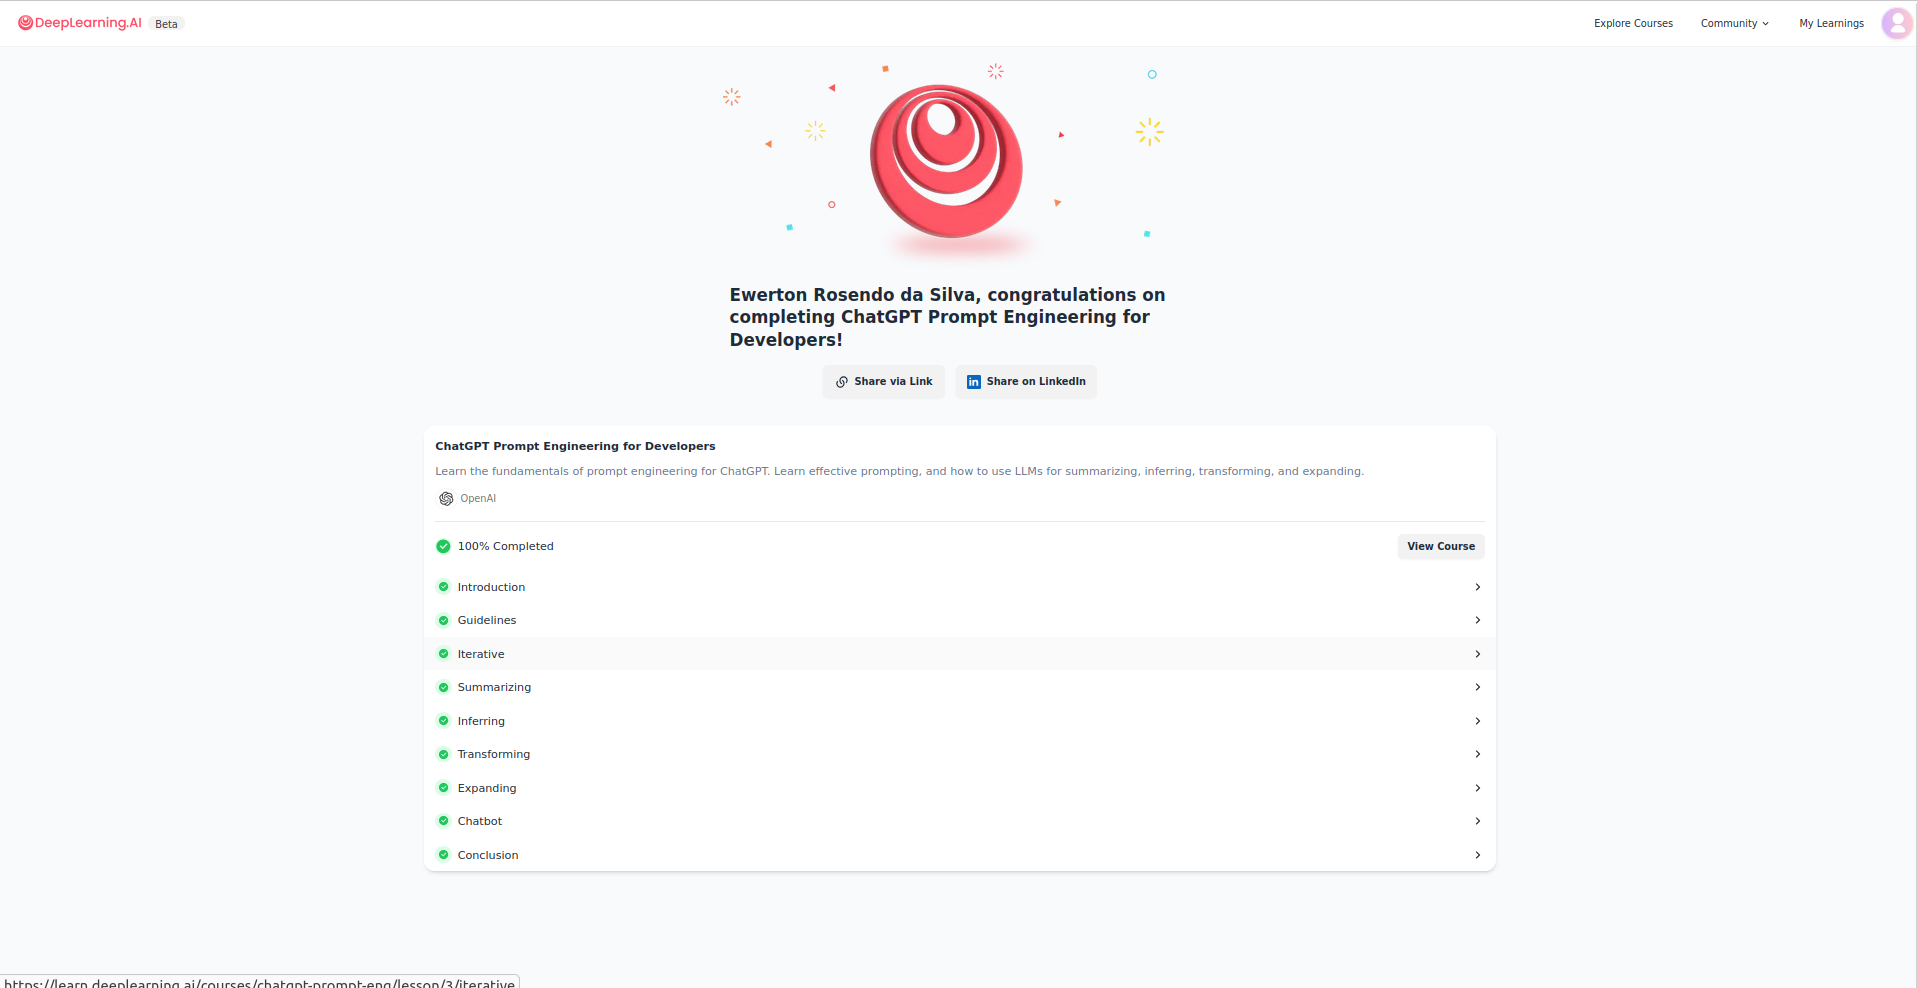 DeepLearning.AI Beta Explore Courses Community My Learnings
Ewerton Rosendo da Silva, congratulations on
completing ChatGPT Prompt Engineering for
Developers!
Share via Link in Share on LinkedIn
ChatGPT Prompt Engineering for Developers
Learn the fundamentals of prompt engineering for ChatGPT. Learn effective prompting, and how to use LLMs for summarizing, inferring, transforming, and expanding.
OpenAI
100% Completed View Course
Introduction
Guidelines
Iterative
Summarizing
Inferring
Transforming
Expanding
Chatbot
Conclusion
https://learn.deeplearning.ai/courses/chatgpt-prompt-eng/lesson/3/iterative